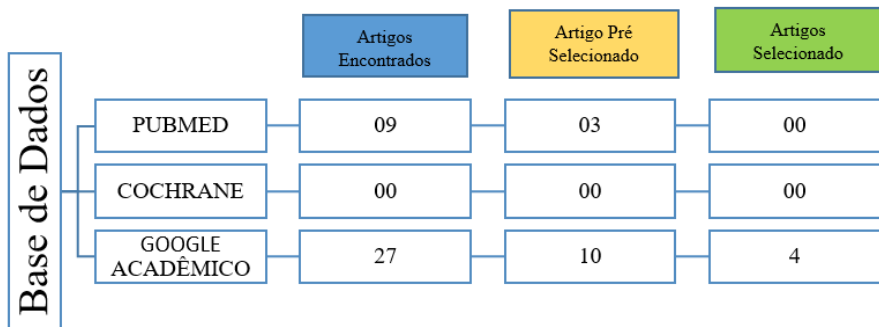 Artigos
Encontrados
Artigo Pré
Selecionado
Artigos
Selecionado
Base de Dados
PUBMED
09
03
00
COCHRANE
00
00
00
GOOGLE
ACADÊMICO
27
10
4